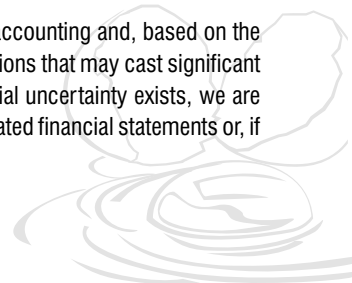 accounting and, based on the
tions that may cast significant
ial uncertainty exists, we are
ated financial statements or, if